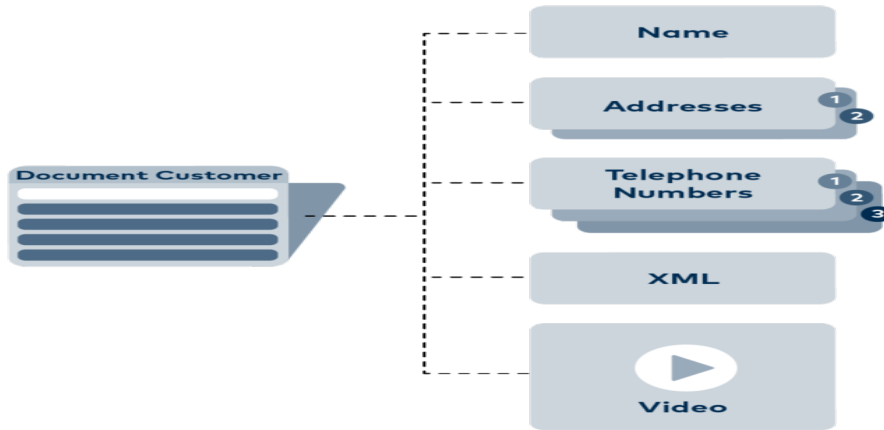 Document Customer
Name
Addresses
1
2
Telephone
Numbers
1
2
3
XML
Video